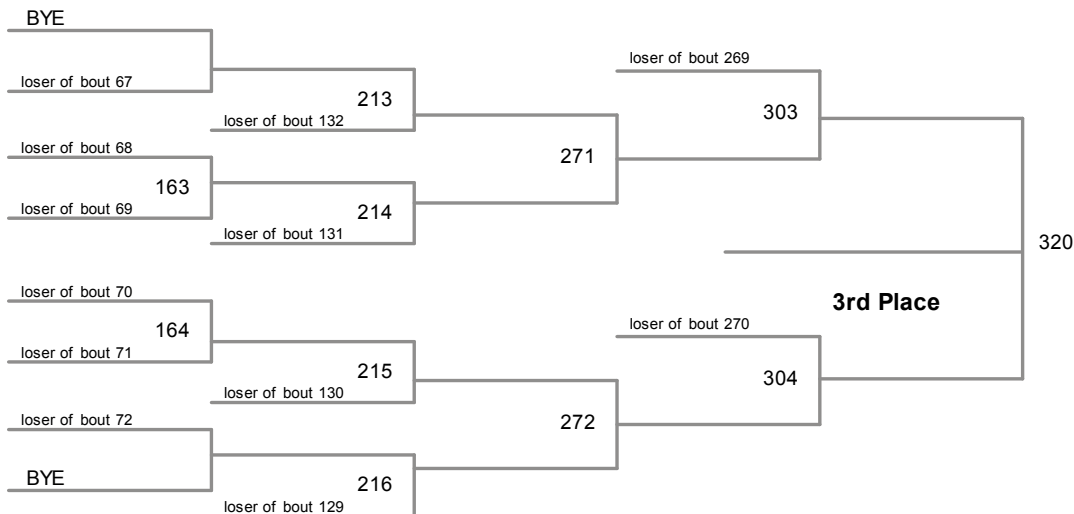 BYE
loser of bout 269
loser of bout 67
213
303
loser of bout 132
loser of bout 68
271
163
loser of bout 69
214
loser of bout 131
320
loser of bout 70
3rd Place
164
loser of bout 270
loser of bout 71
215
304
loser of bout 130
loser of bout 72
272
BYE
216
loser of bout 129